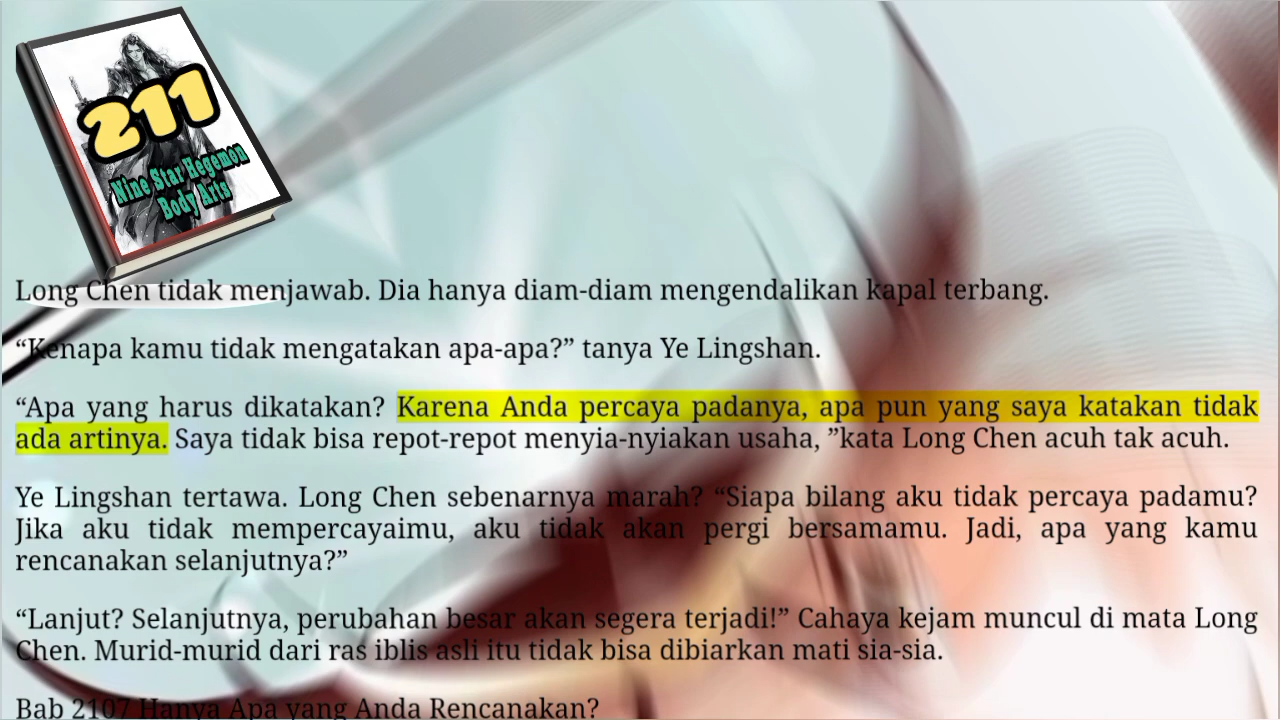 211
Nine Star Hegemon
Body Arts
Long Chen tidak menjawab. Dia hanya diam-diam mengendalikan kapal terbang.
“Kenapa kamu tidak mengatakan apa-apa?” tanya Ye Lingshan.
“Apa yang harus dikatakan? Karena Anda percaya padanya, apa pun yang saya katakan tidak
ada artinya. Saya tidak bisa repot-repot menyia-nyiakan usaha, ”kata Long Chen acuh tak acuh.
Ye Lingshan tertawa. Long Chen sebenarnya marah? “Siapa bilang aku tidak percaya padamu?
Jika aku tidak mempercayaimu, aku tidak akan pergi bersamamu. Jadi, apa yang kamu
rencanakan selanjutnya?”
“Lanjut? Selanjutnya, perubahan besar akan segera terjadi!” Cahaya kejam muncul di mata Long
Chen. Murid-murid dari ras iblis asli itu tidak bisa dibiarkan mati sia-sia.
Bab 2107 Hanya Apa yang Anda Rencanakan?